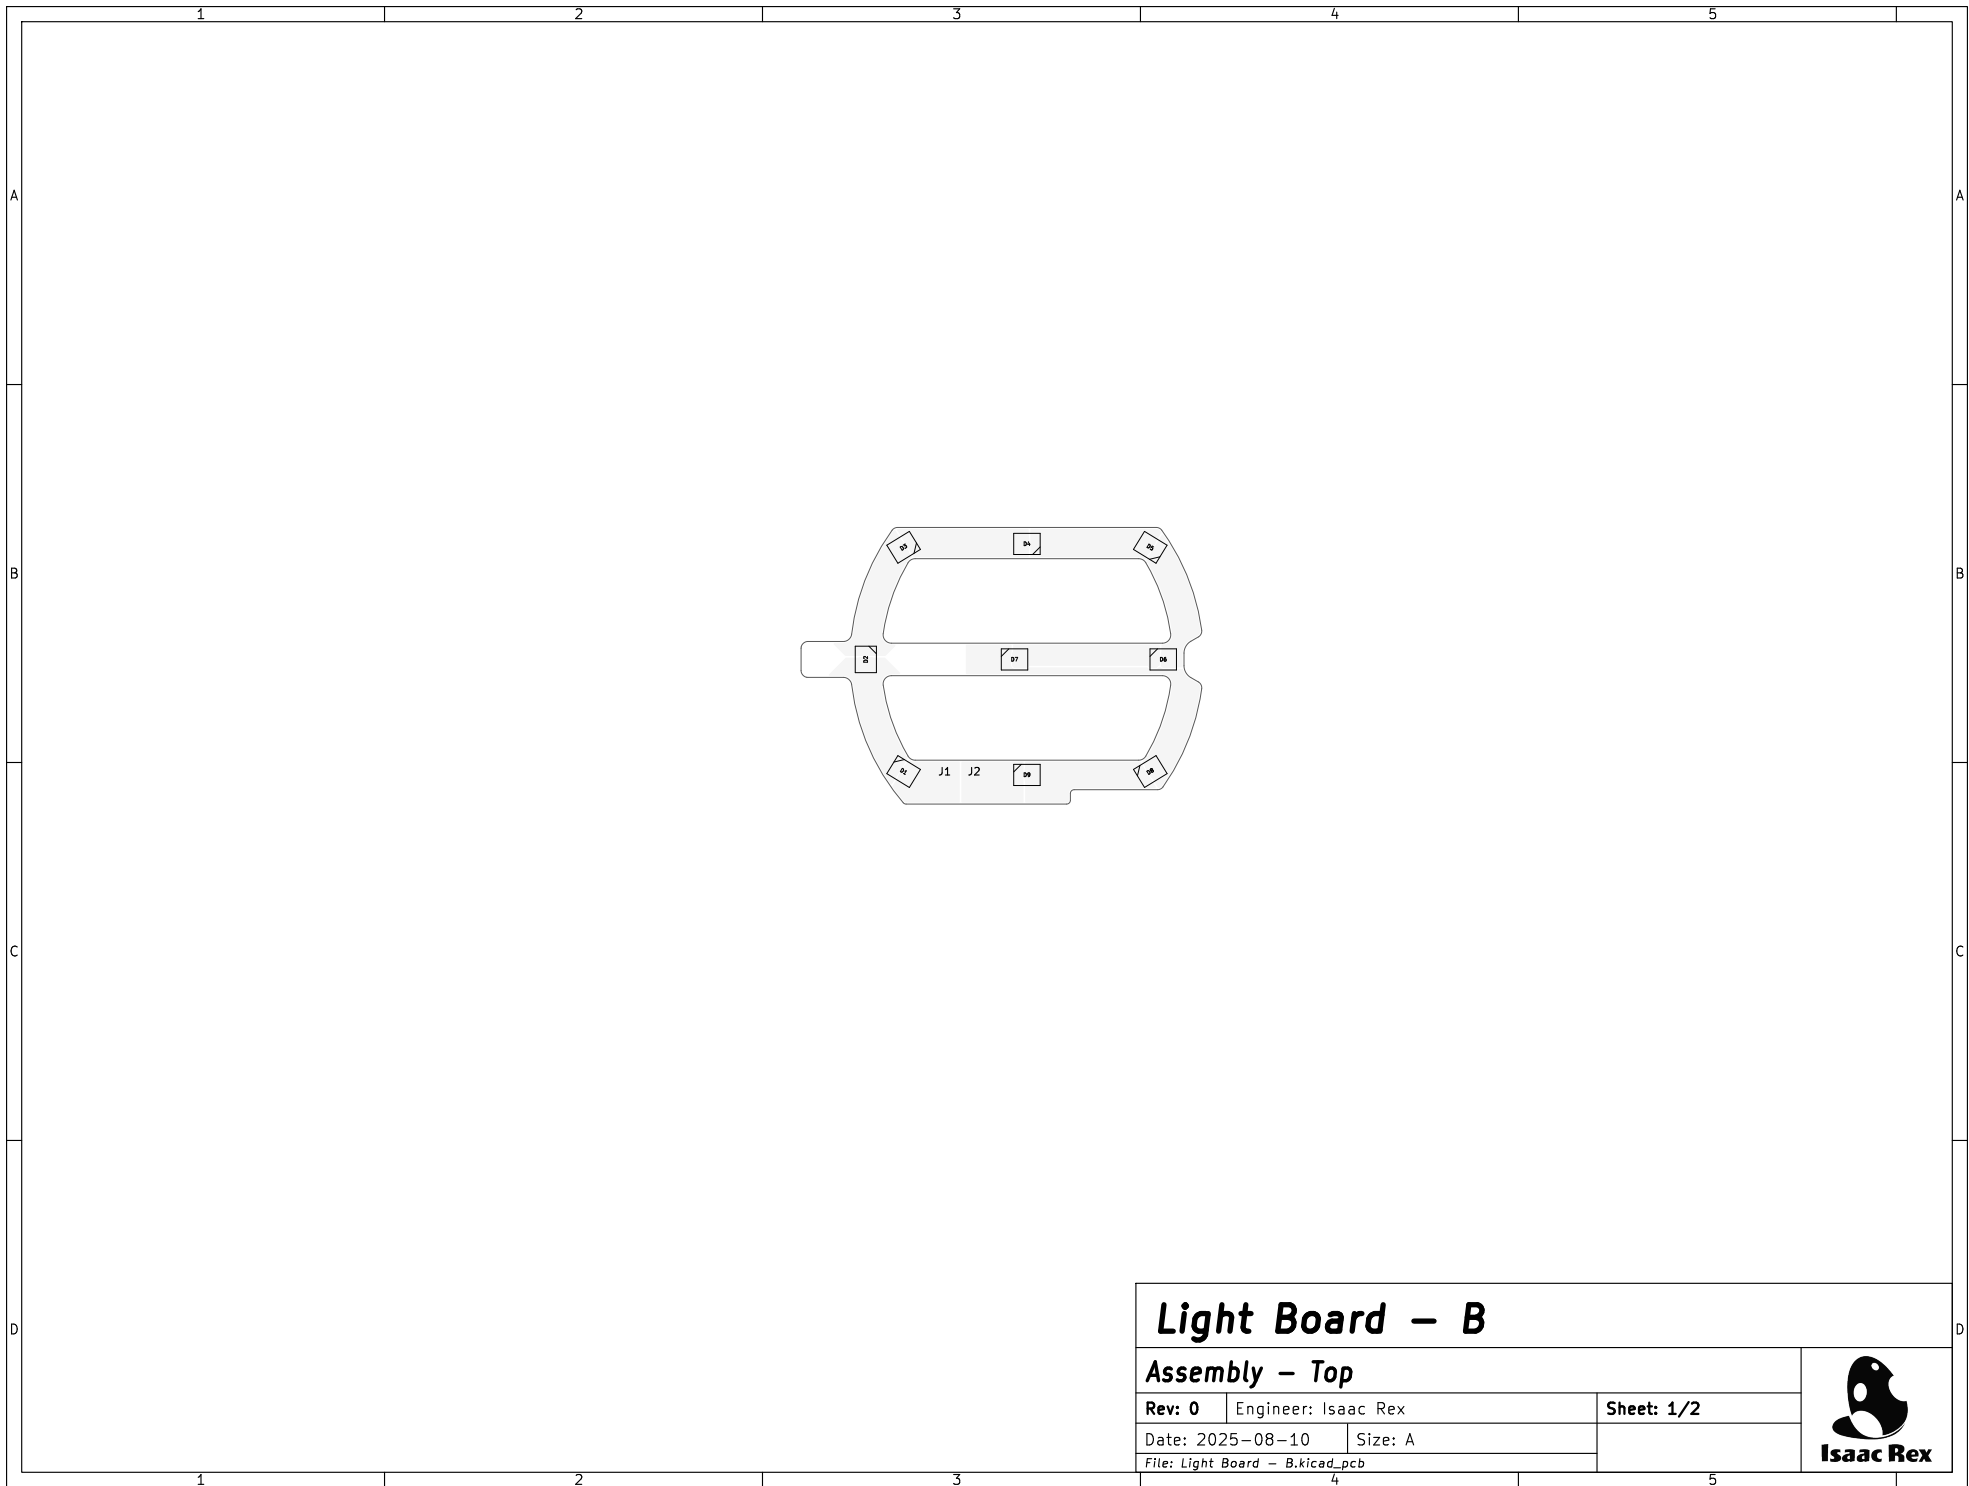 1 2 3 4 5
A A
D3 D4 D5
B B
D2 D7 D6
D1 J1 J2 D9 D8
C C
D D
Light Board - B
Assembly - Top
Rev: 0 Engineer: Isaac Rex Sheet: 1/2
Date: 2025-08-10 Size: A
File: Light Board - B.kicad_pcb
Isaac Rex
1 2 3 4 5